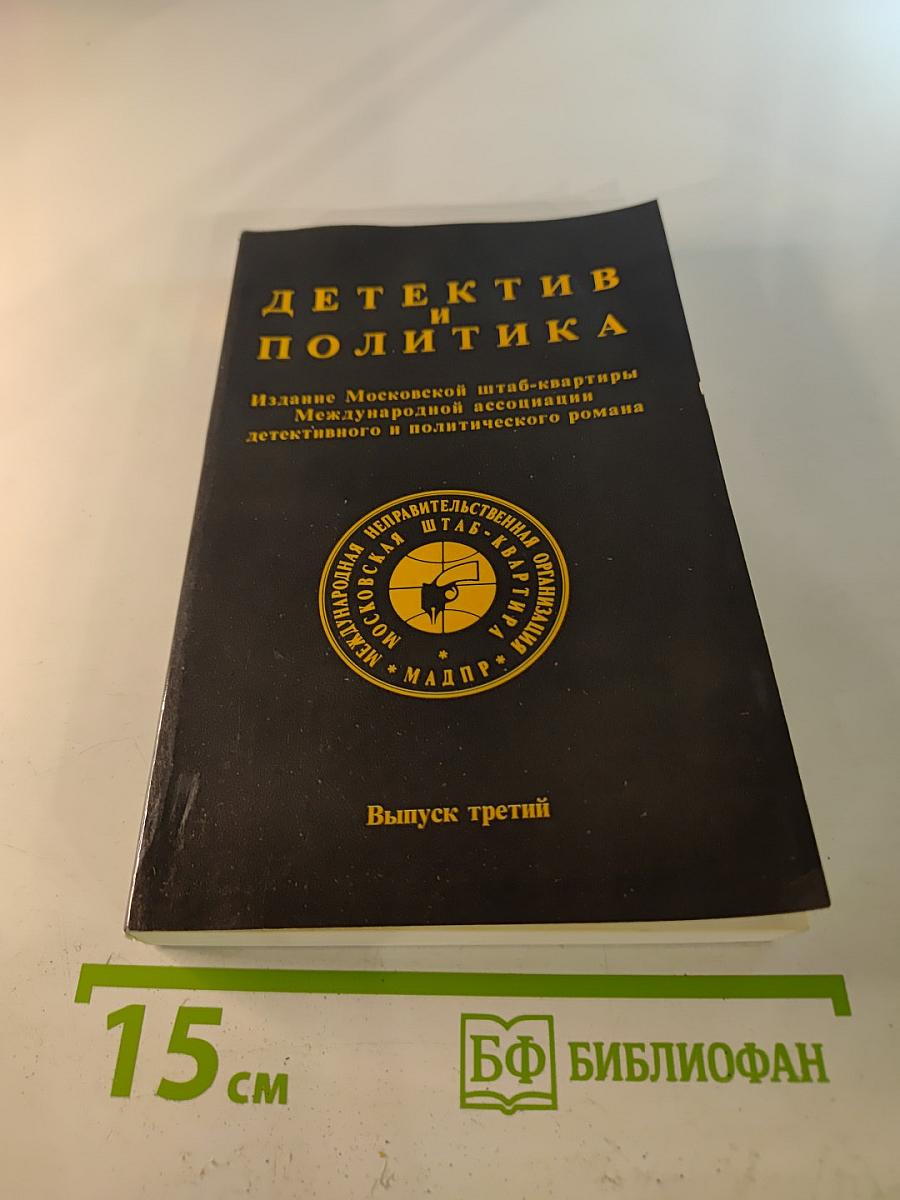 ДЕТЕКТИВ
И
ПОЛИТИКА
Издание Московской штаб-квартиры
Международной ассоциации
детективного и политического романа
МЕЖДУНАРОДНАЯ НЕПРАВИТЕЛЬСТВЕННАЯ ОРГАНИЗАЦИЯ
МОСКОВСКАЯ ШТАБ-КВАРТИРА
* МАДПР *
*
Выпуск третий
15 см
БФ БИБЛИОФАН